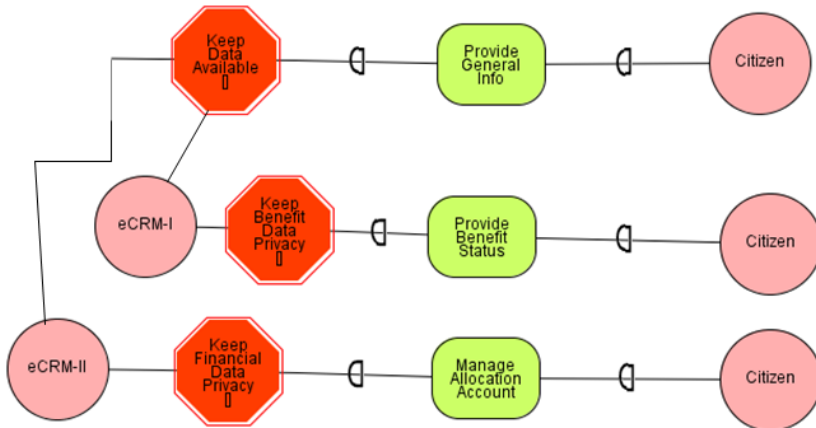 Keep
Data
Available
Provide
General
Info
Citizen
eCRM-I
Keep
Benefit
Data
Privacy
Provide
Benefit
Status
Citizen
eCRM-II
Keep
Financial
Data
Privacy
Manage
Allocation
Account
Citizen